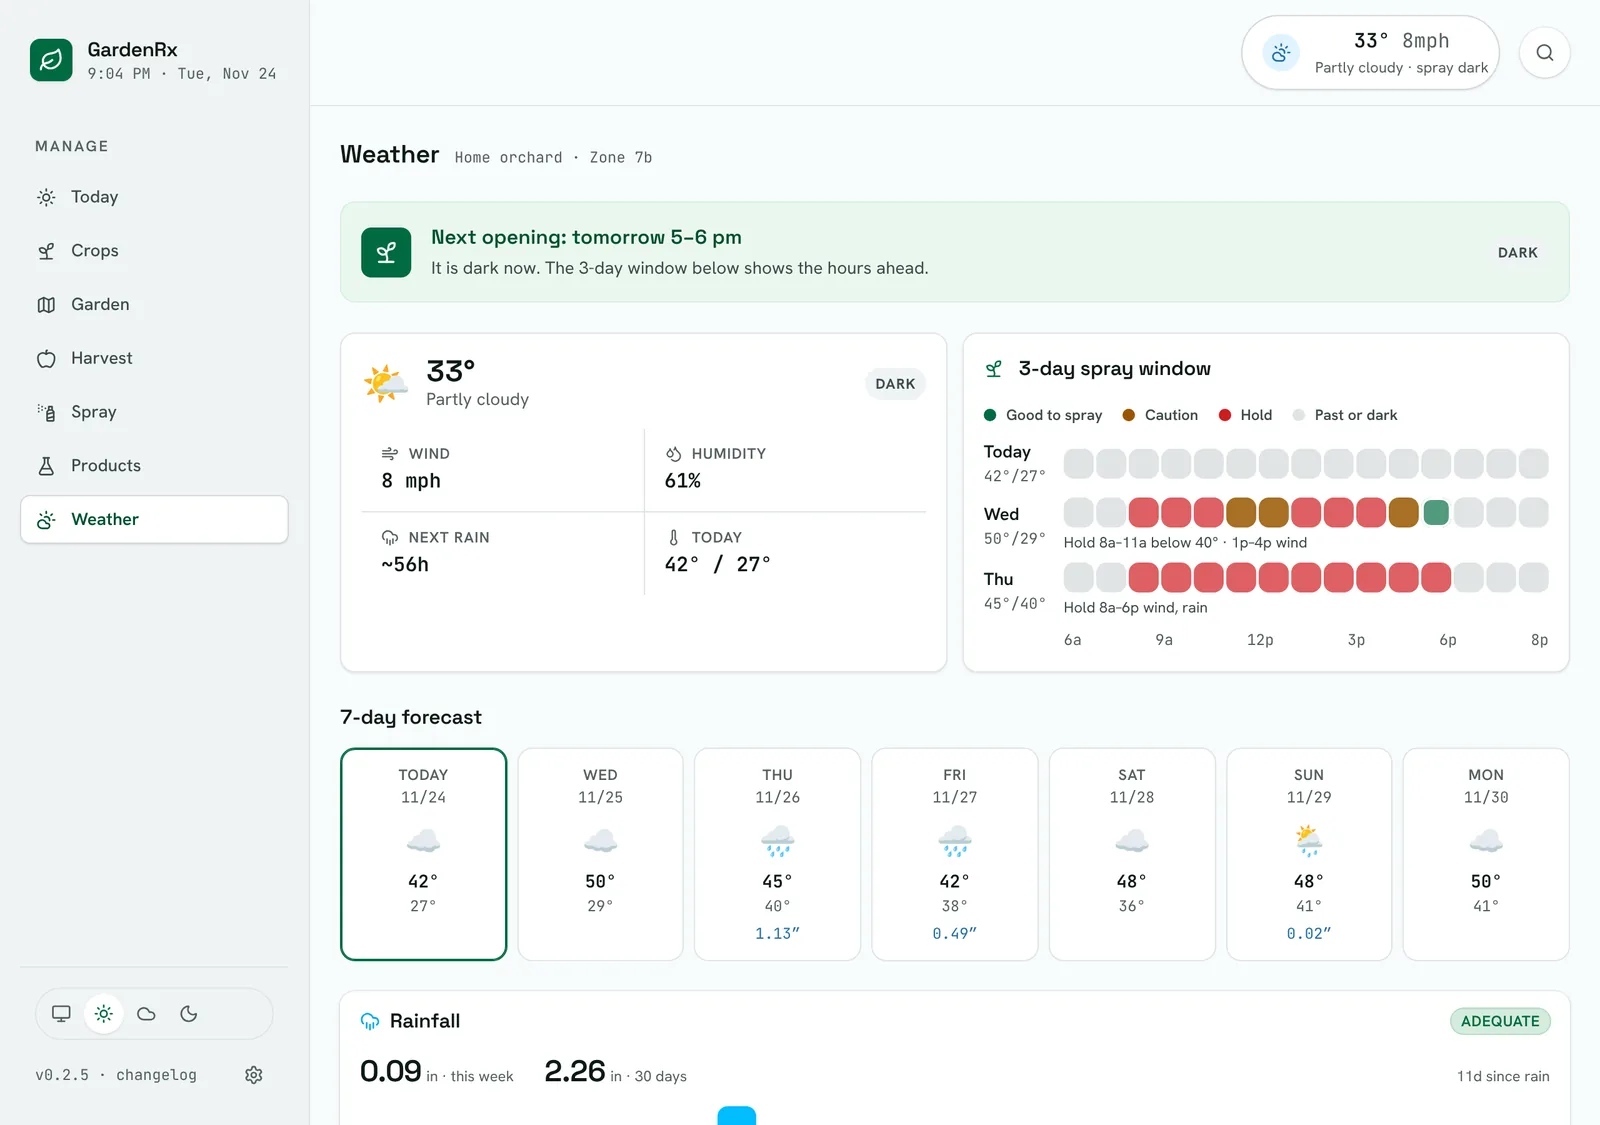 GardenRx
9:04 PM · Tue, Nov 24
33° 8mph
Partly cloudy · spray dark
MANAGE
Today
Crops
Garden
Harvest
Spray
Products
Weather
v0.2.5 · changelog
Weather Home orchard · Zone 7b
Next opening: tomorrow 5–6 pm
It is dark now. The 3-day window below shows the hours ahead.
DARK
33°
Partly cloudy
DARK
WIND
8 mph
HUMIDITY
61%
NEXT RAIN
~56h
TODAY
42° / 27°
3-day spray window
Good to spray Caution Hold Past or dark
Today
42°/27°
Wed
50°/29°
Hold 8a–11a below 40° · 1p–4p wind
Thu
45°/40°
Hold 8a–6p wind, rain
6a 9a 12p 3p 6p 8p
7-day forecast
TODAY
11/24
42°
27°
WED
11/25
50°
29°
THU
11/26
45°
40°
1.13″
FRI
11/27
42°
38°
0.49″
SAT
11/28
48°
36°
SUN
11/29
48°
41°
0.02″
MON
11/30
50°
41°
Rainfall
ADEQUATE
0.09 in · this week 2.26 in · 30 days
11d since rain